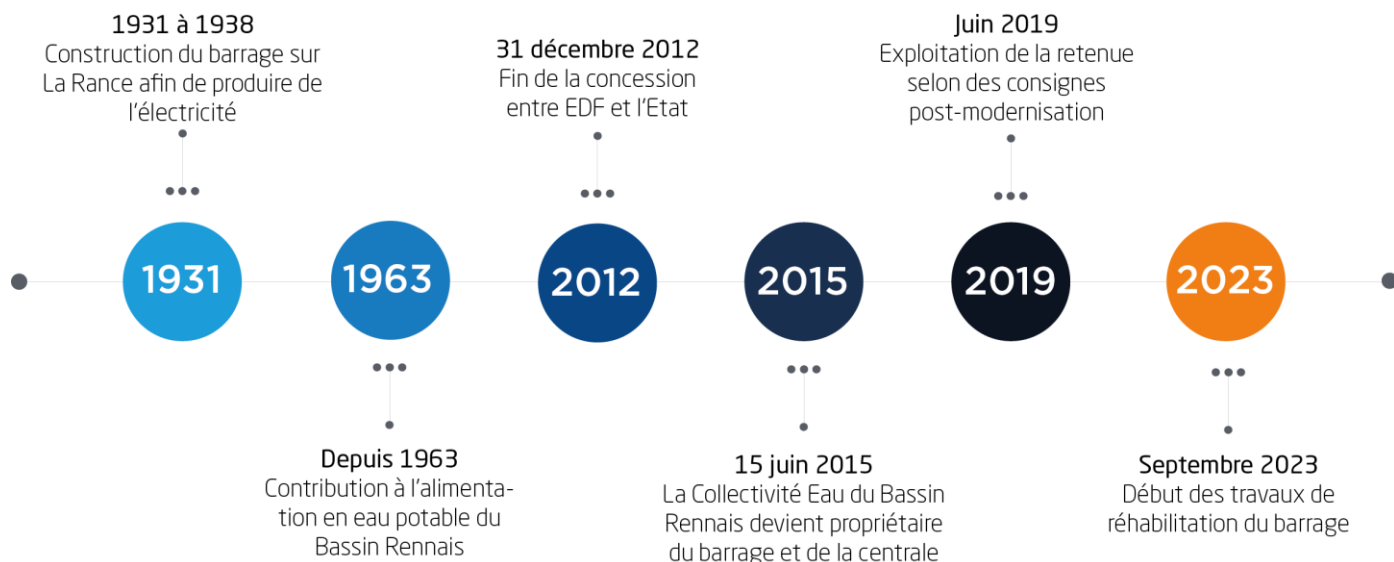 1931 à 1938
Construction du barrage sur
La Rance afin de produire de
l'électricité
31 décembre 2012
Fin de la concession
entre EDF et l'Etat
Juin 2019
Exploitation de la retenue
selon des consignes
post-modernisation
1931
1963
2012
2015
2019
2023
Depuis 1963
Contribution à l'alimenta-
tion en eau potable du
Bassin Rennais
15 juin 2015
La Collectivité Eau du Bassin
Rennais devient propriétaire
du barrage et de la centrale
Septembre 2023
Début des travaux de
réhabilitation du barrage